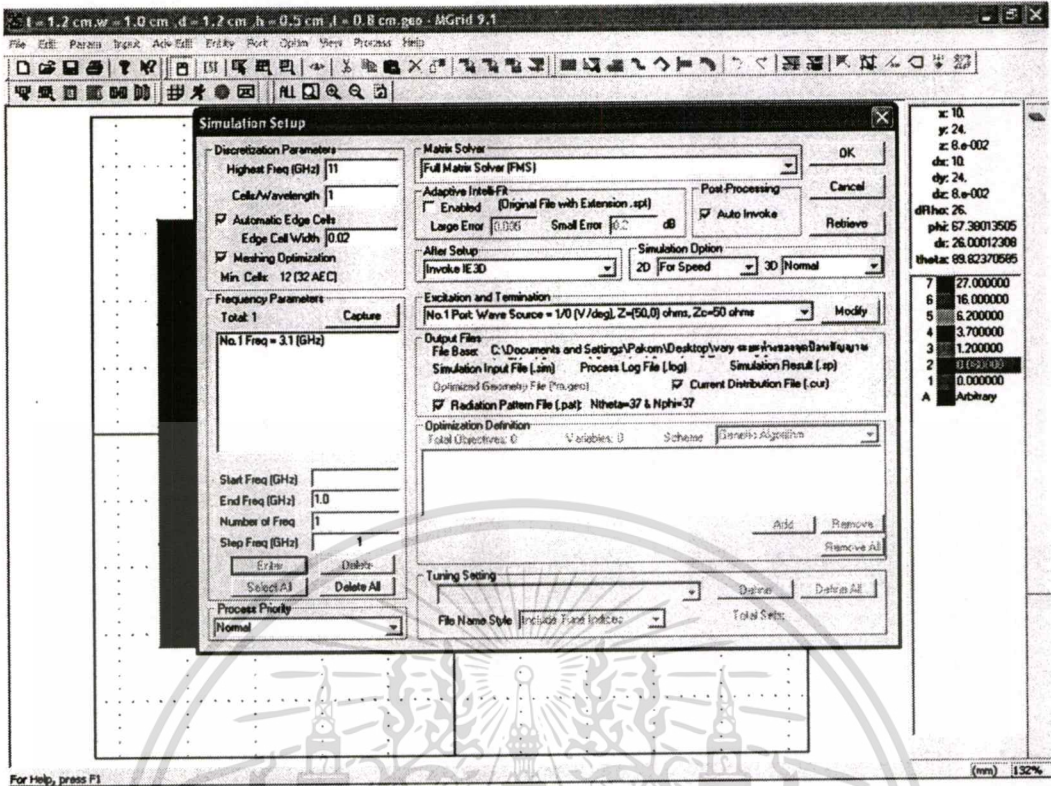 t = 1.2 cm,w = 1.0 cm ,d = 1.2 cm ,h = 0.5 cm ,l = 0.8 cm.geo - MGrid 9.1
File Edit Param Input Adv Edit Entity Port Optim View Process Help
ALL
Simulation Setup
Discretization Parameters
Highest Freq (GHz) 11
Cells/Wavelength 1
Automatic Edge Cells
Edge Cell Width 0.02
Meshing Optimization
Min. Cells: 12 (32 AEC)
Frequency Parameters
Total: 1 Capture
No.1 Freq = 3.1 (GHz)
Start Freq (GHz)
End Freq (GHz) 1.0
Number of Freq 1
Step Freq (GHz) 1
Enter Delete
Select All Delete All
Process Priority
Normal
Matrix Solver
Full Matrix Solver (FMS)
Adaptive Intelli-Fit
Enabled (Original File with Extension .spt)
Large Error Small Error 0.2 dB
Post-Processing
Auto Invoke
After Setup
Invoke IE3D
Simulation Option
2D For Speed 3D Normal
Excitation and Termination
No.1 Port: Wave Source = 1/0 (V/deg), Z=(50,0) ohms, Zc=50 ohms Modify
Output Files
File Base: C:\Documents and Settings\Pakorn\Desktop\vary
Simulation Input File (.sim) Process Log File (.log) Simulation Result (.sp)
Optimized Geometry File (*m.geo) Current Distribution File (.cur)
Radiation Pattern File (.pat): Ntheta=37 & Nphi=37
Optimization Definition
Total Objectives: 0 Variables: 0 Scheme Genetic Algorithm
Add Remove
Remove All
Tuning Setting
Define Define All
File Name Style Include Tune Indices Total Sets:
OK
Cancel
Retrieve
x: 10.
y: 24.
z: 8.e-002
dx: 10.
dy: 24.
dz: 8.e-002
dRho: 26.
phi: 67.38013505
dr: 26.00012308
theta: 89.82370585
7 27.000000
6 16.000000
5 6.200000
4 3.700000
3 1.200000
2 0.080000
1 0.000000
A Arbitrary
For Help, press F1
(mm) 132%